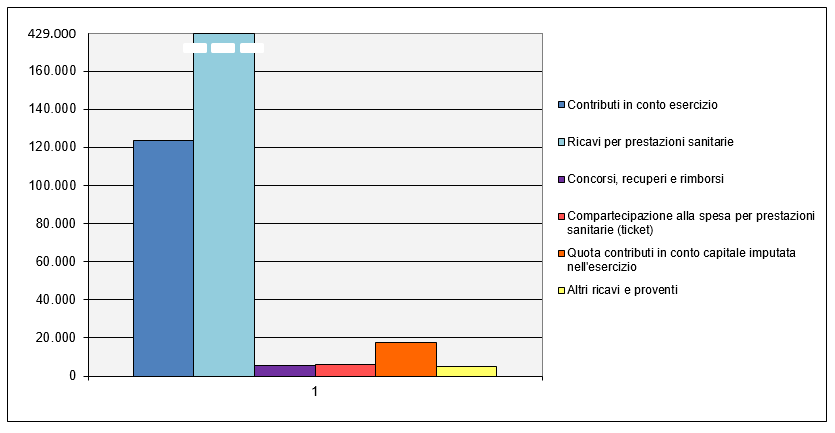 429.000
160.000
140.000
120.000
100.000
80.000
60.000
40.000
20.000
0
1
Contributi in conto esercizio
Ricavi per prestazioni sanitarie
Concorsi, recuperi e rimborsi
Compartecipazione alla spesa per prestazioni
sanitarie (ticket)
Quota contributi in conto capitale imputata
nell'esercizio
Altri ricavi e proventi